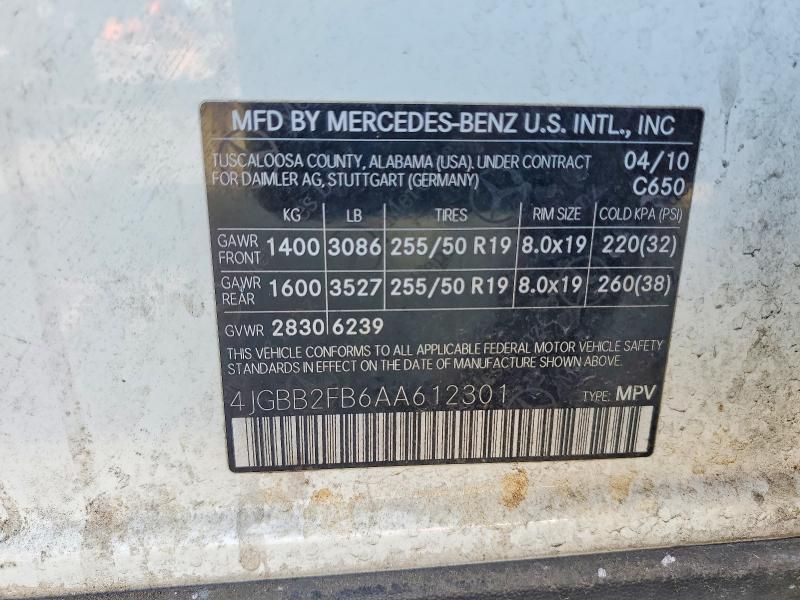 MFD BY MERCEDES-BENZ U.S. INTL., INC
TUSCALOOSA COUNTY, ALABAMA (USA). UNDER CONTRACT 04/10
FOR DAIMLER AG, STUTTGART (GERMANY) C650
KG LB TIRES RIM SIZE COLD KPA (PSI)
GAWR FRONT 1400 3086 255/50 R19 8.0x19 220(32)
GAWR REAR 1600 3527 255/50 R19 8.0x19 260(38)
GVWR 2830 6239
THIS VEHICLE CONFORMS TO ALL APPLICABLE FEDERAL MOTOR VEHICLE SAFETY
STANDARDS IN EFFECT ON THE DATE OF MANUFACTURE SHOWN ABOVE.
4JGBB2FB6AA612301 TYPE: MPV